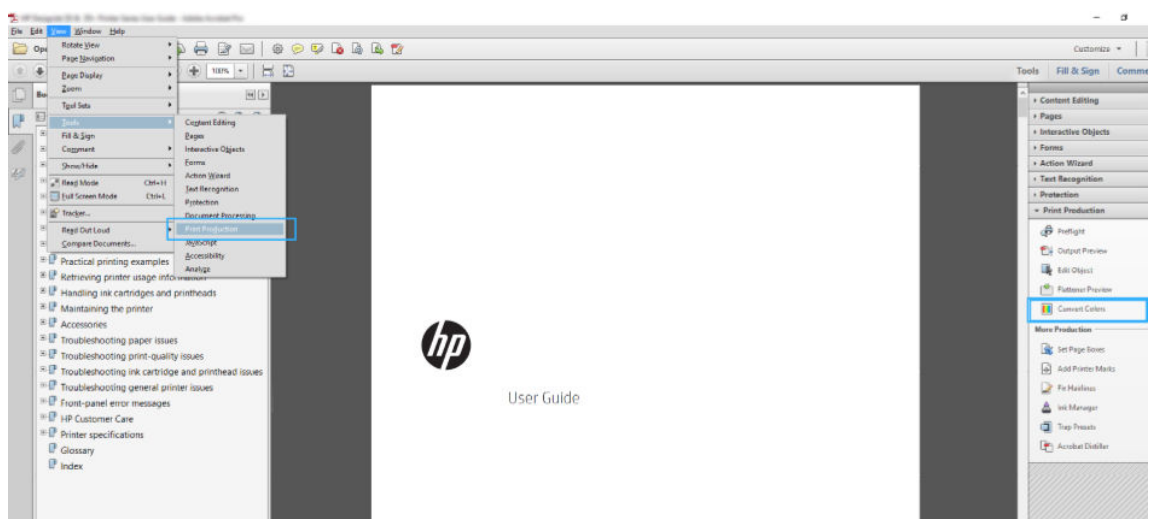 File Edit View Window Help
Customize
100%
Tools Fill & Sign Comme
Rotate View
Page Navigation
Page Display
Zoom
Tool Sets
Tools
Fill & Sign
Comment
Show/Hide
Read Mode Ctrl+H
Full Screen Mode Ctrl+L
Tracker...
Read Out Loud
Compare Documents...
Content Editing
Pages
Interactive Objects
Forms
Action Wizard
Text Recognition
Protection
Document Processing
Print Production
JavaScript
Accessibility
Analyze
Practical printing examples
Retrieving printer usage
Handling ink cartridges and printheads
Maintaining the printer
Accessories
Troubleshooting paper issues
Troubleshooting print-quality issues
Troubleshooting ink cartridge and printhead issues
Troubleshooting general printer issues
Front-panel error messages
HP Customer Care
Printer specifications
Glossary
Index
hp
User Guide
Content Editing
Pages
Interactive Objects
Forms
Action Wizard
Text Recognition
Protection
Print Production
Preflight
Output Preview
Edit Object
Flattener Preview
Convert Colors
More Production
Set Page Boxes
Add Printer Marks
Fix Hairlines
Ink Manager
Trap Presets
Acrobat Distiller